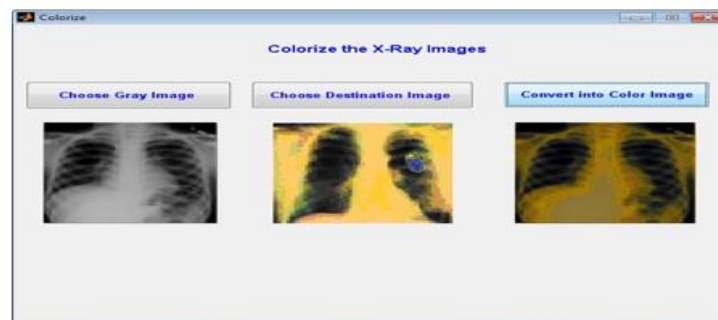 Colorize
Colorize the X-Ray Images
Choose Gray Image
Choose Destination Image
Convert into Color Image